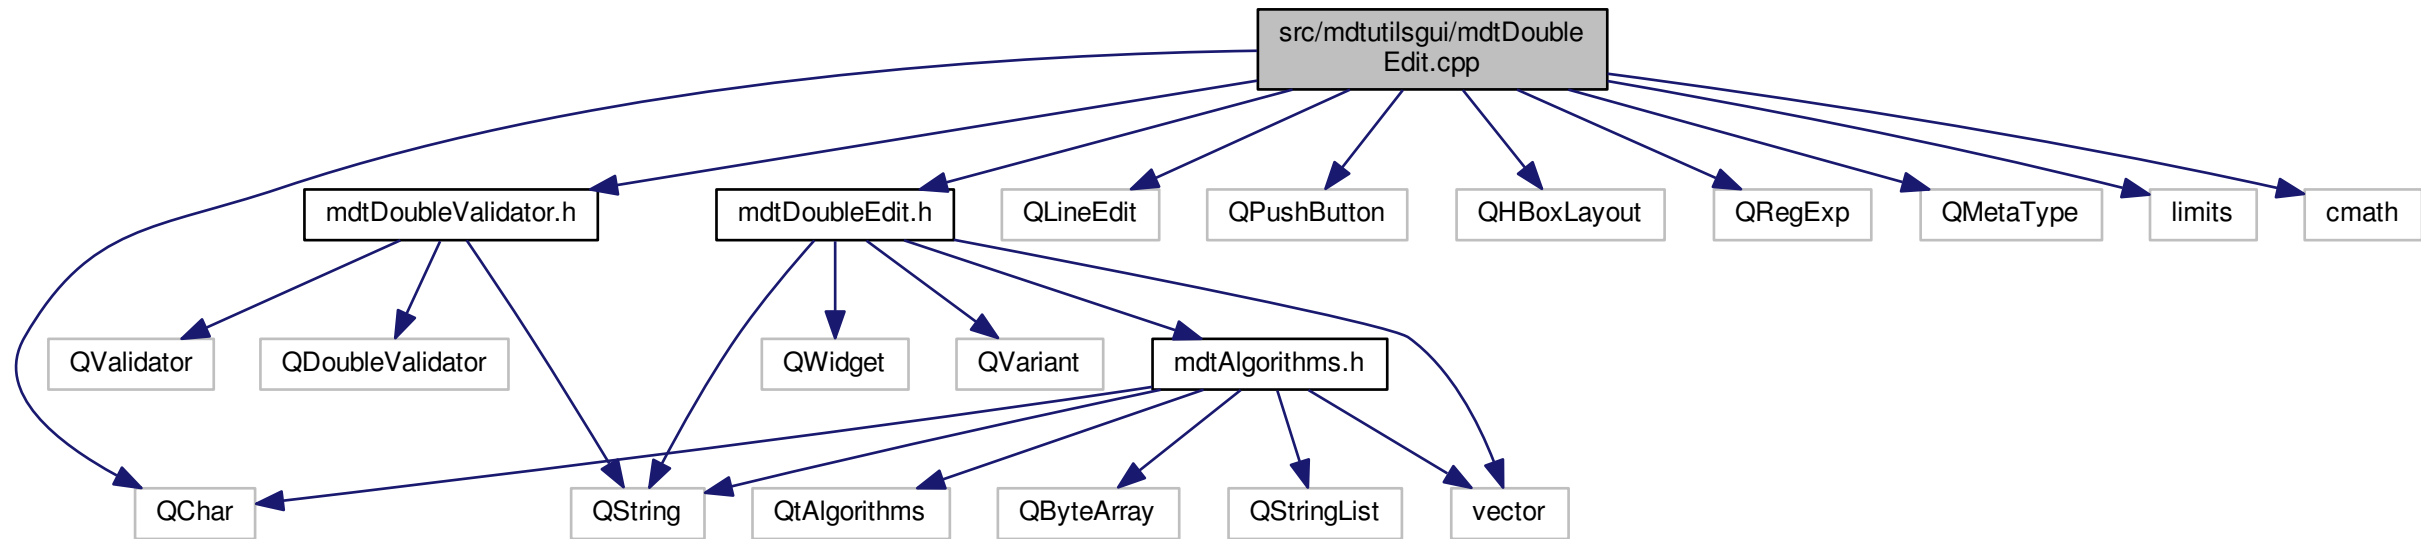 src/mdtutilsgui/mdtDouble
Edit.cpp
mdtDoubleValidator.h
mdtDoubleEdit.h
QLineEdit
QPushButton
QHBoxLayout
QRegExp
QMetaType
limits
cmath
QValidator
QDoubleValidator
QWidget
QVariant
mdtAlgorithms.h
QChar
QString
QtAlgorithms
QByteArray
QStringList
vector